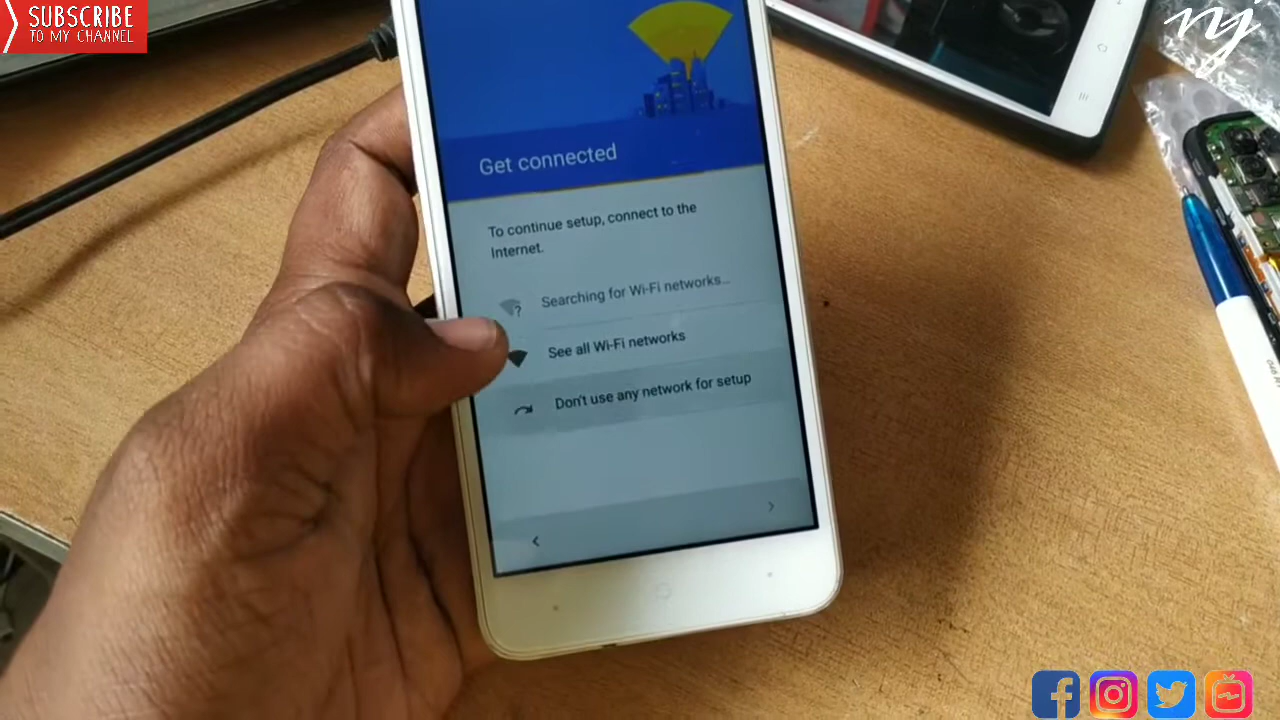 SUBSCRIBE
TO MY CHANNEL
nj
Get connected
To continue setup, connect to the
Internet.
Searching for Wi-Fi networks...
See all Wi-Fi networks
Don't use any network for setup